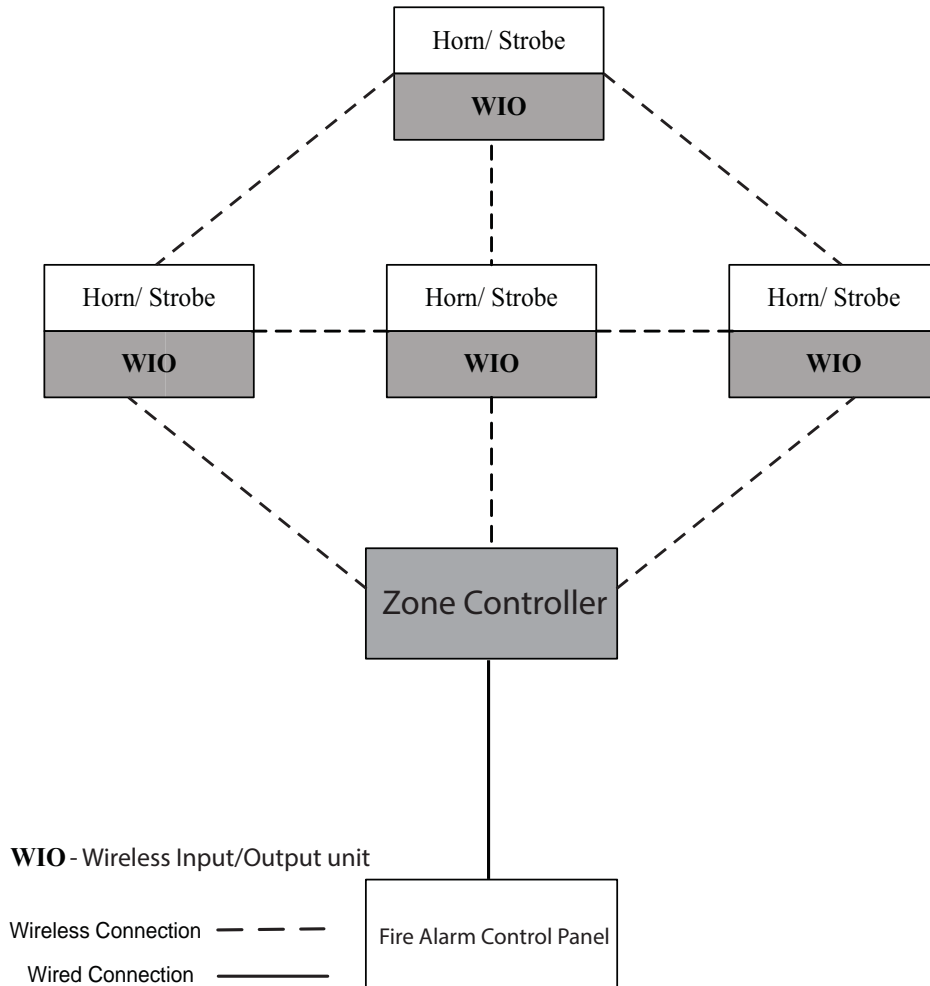 Horn/ Strobe
WIO
Horn/ Strobe
WIO
Horn/ Strobe
WIO
Horn/ Strobe
WIO
Zone Controller
WIO - Wireless Input/Output unit
Fire Alarm Control Panel
Wireless Connection
Wired Connection